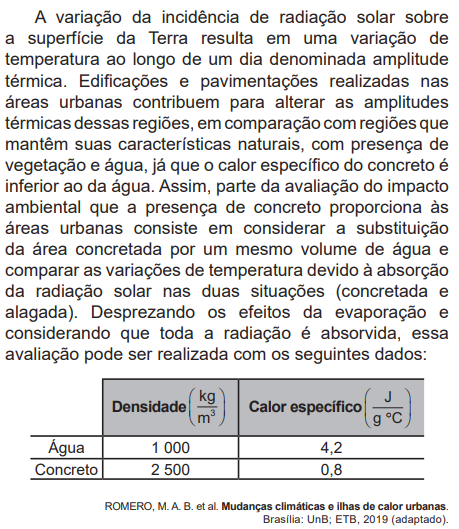 A variação da incidência de radiação solar sobre
a superfície da Terra resulta em uma variação de
temperatura ao longo de um dia denominada amplitude
térmica. Edificações e pavimentações realizadas nas
áreas urbanas contribuem para alterar as amplitudes
térmicas dessas regiões, em comparação com regiões que
mantêm suas características naturais, com presença de
vegetação e água, já que o calor específico do concreto é
inferior ao da água. Assim, parte da avaliação do impacto
ambiental que a presença de concreto proporciona às
áreas urbanas consiste em considerar a substituição
da área concretada por um mesmo volume de água e
comparar as variações de temperatura devido à absorção
da radiação solar nas duas situações (concretada e
alagada). Desprezando os efeitos da evaporação e
considerando que toda a radiação é absorvida, essa
avaliação pode ser realizada com os seguintes dados:
Densidade (kg/m³) Calor específico (J/g ºC)
Água 1 000 4,2
Concreto 2 500 0,8
ROMERO, M. A. B. et al. Mudanças climáticas e ilhas de calor urbanas.
Brasília: UnB; ETB, 2019 (adaptado).